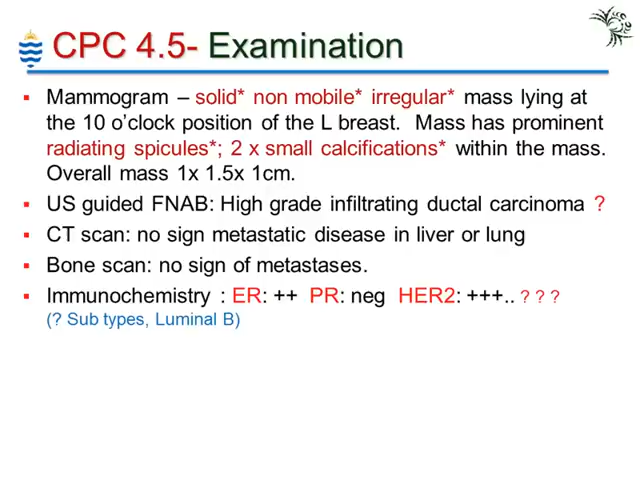 CPC 4.5- Examination
Mammogram – solid* non mobile* irregular* mass lying at
the 10 o’clock position of the L breast. Mass has prominent
radiating spicules*; 2 x small calcifications* within the mass.
Overall mass 1x 1.5x 1cm.
US guided FNAB: High grade infiltrating ductal carcinoma ?
CT scan: no sign metastatic disease in liver or lung
Bone scan: no sign of metastases.
Immunochemistry : ER: ++ PR: neg HER2: +++.. ? ? ?
(? Sub types, Luminal B)